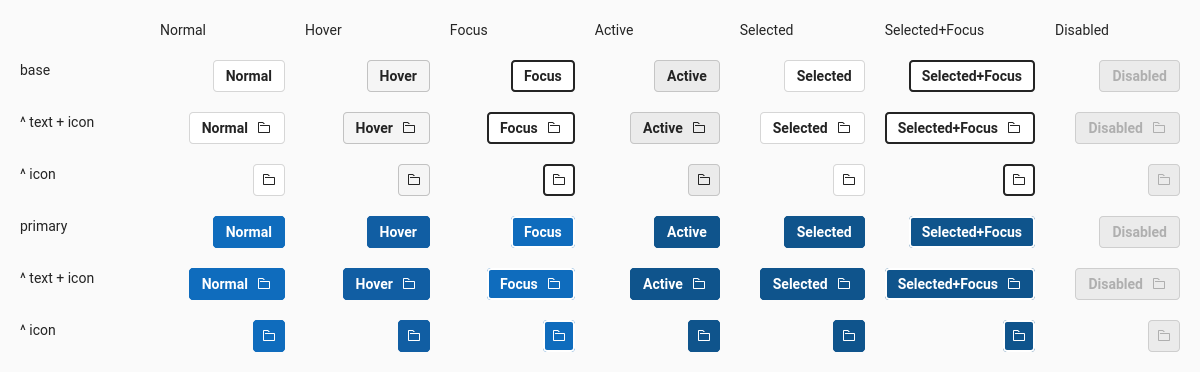 Normal Hover Focus Active Selected Selected+Focus Disabled
base Normal Hover Focus Active Selected Selected+Focus Disabled
^ text + icon Normal Hover Focus Active Selected Selected+Focus Disabled
^ icon
primary Normal Hover Focus Active Selected Selected+Focus Disabled
^ text + icon Normal Hover Focus Active Selected Selected+Focus Disabled
^ icon